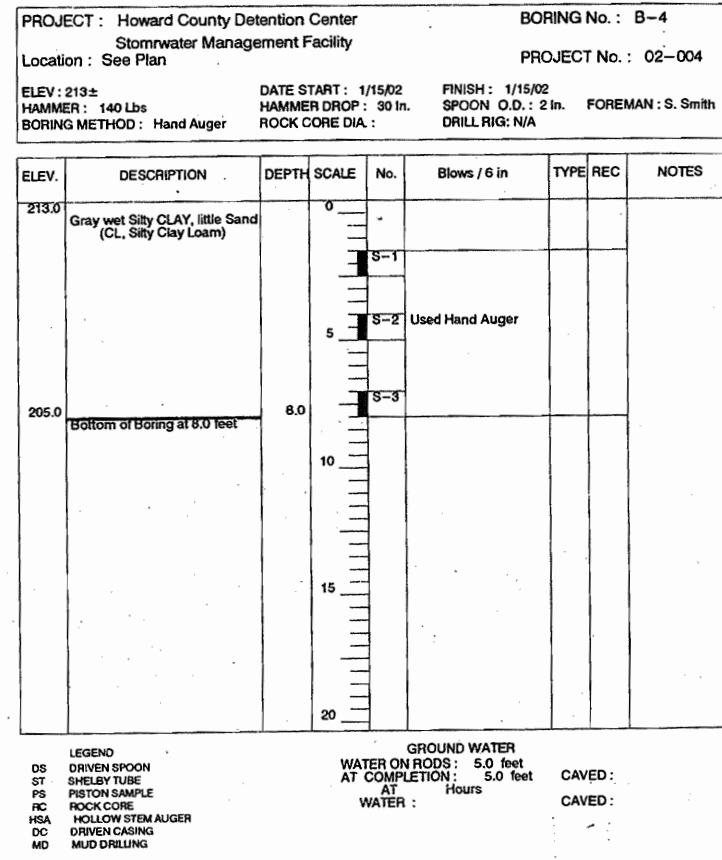 PROJECT : Howard County Detention Center BORING No. : B-4
Stomrwater Management Facility
Location : See Plan PROJECT No. : 02-004
ELEV : 213± DATE START : 1/15/02 FINISH : 1/15/02
HAMMER : 140 Lbs HAMMER DROP : 30 In. SPOON O.D. : 2 In. FOREMAN : S. Smith
BORING METHOD : Hand Auger ROCK CORE DIA. : DRILL RIG: N/A
ELEV. DESCRIPTION DEPTH SCALE No. Blows / 6 in TYPE REC NOTES
213.0 0
Gray wet Silty CLAY, little Sand
(CL, Silty Clay Loam)
S-1
S-2 Used Hand Auger
5
S-3
205.0 8.0
Bottom of Boring at 8.0 feet
10
15
20
LEGEND GROUND WATER
DS DRIVEN SPOON WATER ON RODS : 5.0 feet
ST SHELBY TUBE AT COMPLETION : 5.0 feet CAVED :
PS PISTON SAMPLE AT Hours
RC ROCK CORE WATER : CAVED :
HSA HOLLOW STEM AUGER
DC DRIVEN CASING
MD MUD DRILLING